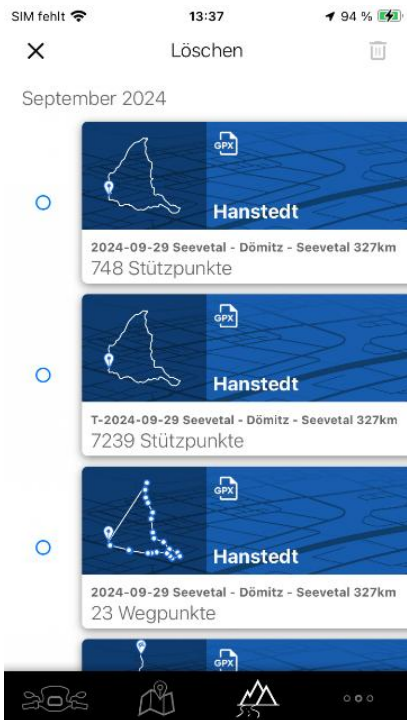 SIM fehlt 13:37 94 %
Löschen
September 2024
GPX
Hanstedt
2024-09-29 Seevetal - Dömitz - Seevetal 327km
748 Stützpunkte
GPX
Hanstedt
T-2024-09-29 Seevetal - Dömitz - Seevetal 327km
7239 Stützpunkte
GPX
Hanstedt
2024-09-29 Seevetal - Dömitz - Seevetal 327km
23 Wegpunkte
GPX